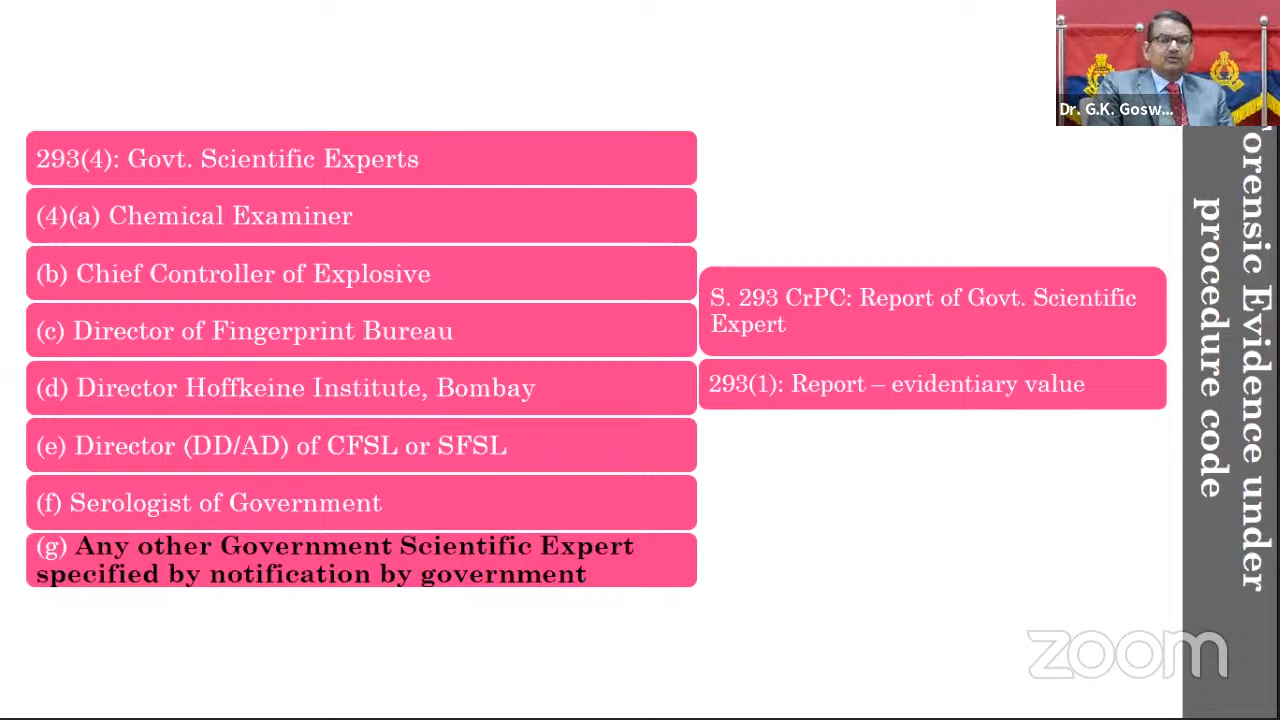 Dr. G.K. Gosw...
orensic Evidence under
procedure code
293(4): Govt. Scientific Experts
(4)(a) Chemical Examiner
(b) Chief Controller of Explosive
(c) Director of Fingerprint Bureau
(d) Director Hoffkeine Institute, Bombay
(e) Director (DD/AD) of CFSL or SFSL
(f) Serologist of Government
(g) Any other Government Scientific Expert
specified by notification by government
S. 293 CrPC: Report of Govt. Scientific
Expert
293(1): Report – evidentiary value
zoom